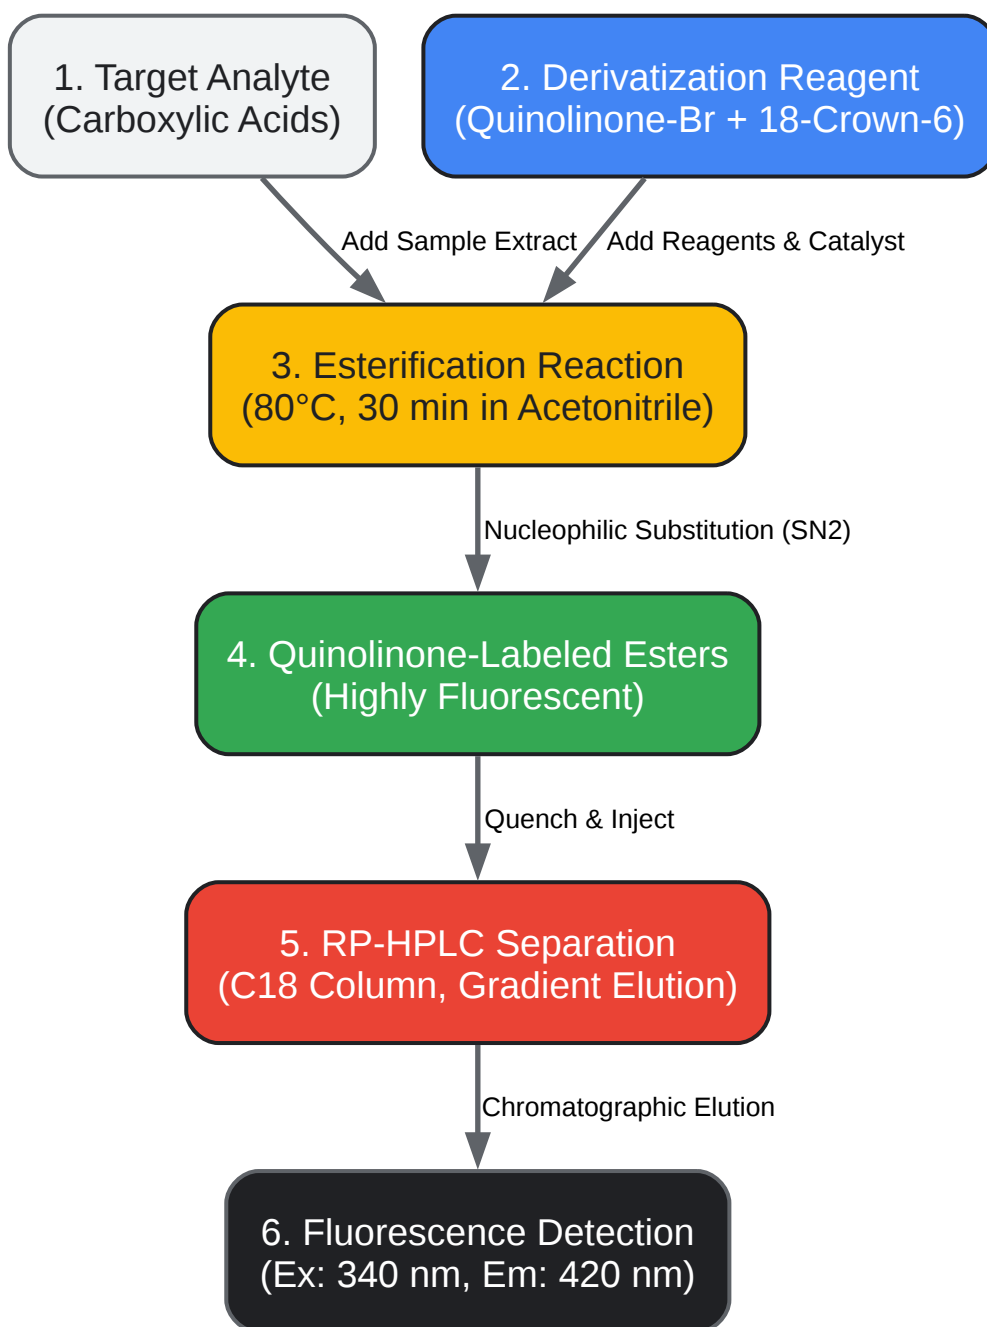 1. Target Analyte
(Carboxylic Acids)
2. Derivatization Reagent
(Quinolinone-Br + 18-Crown-6)
Add Sample Extract
Add Reagents & Catalyst
3. Esterification Reaction
(80°C, 30 min in Acetonitrile)
Nucleophilic Substitution (SN2)
4. Quinolinone-Labeled Esters
(Highly Fluorescent)
Quench & Inject
5. RP-HPLC Separation
(C18 Column, Gradient Elution)
Chromatographic Elution
6. Fluorescence Detection
(Ex: 340 nm, Em: 420 nm)